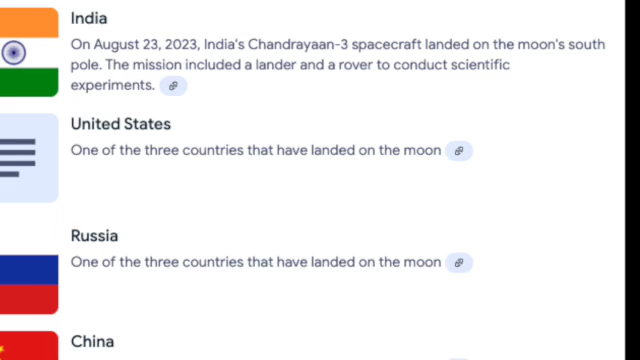 India
On August 23, 2023, India's Chandrayaan-3 spacecraft landed on the moon's south
pole. The mission included a lander and a rover to conduct scientific
experiments.
United States
One of the three countries that have landed on the moon
Russia
One of the three countries that have landed on the moon
China